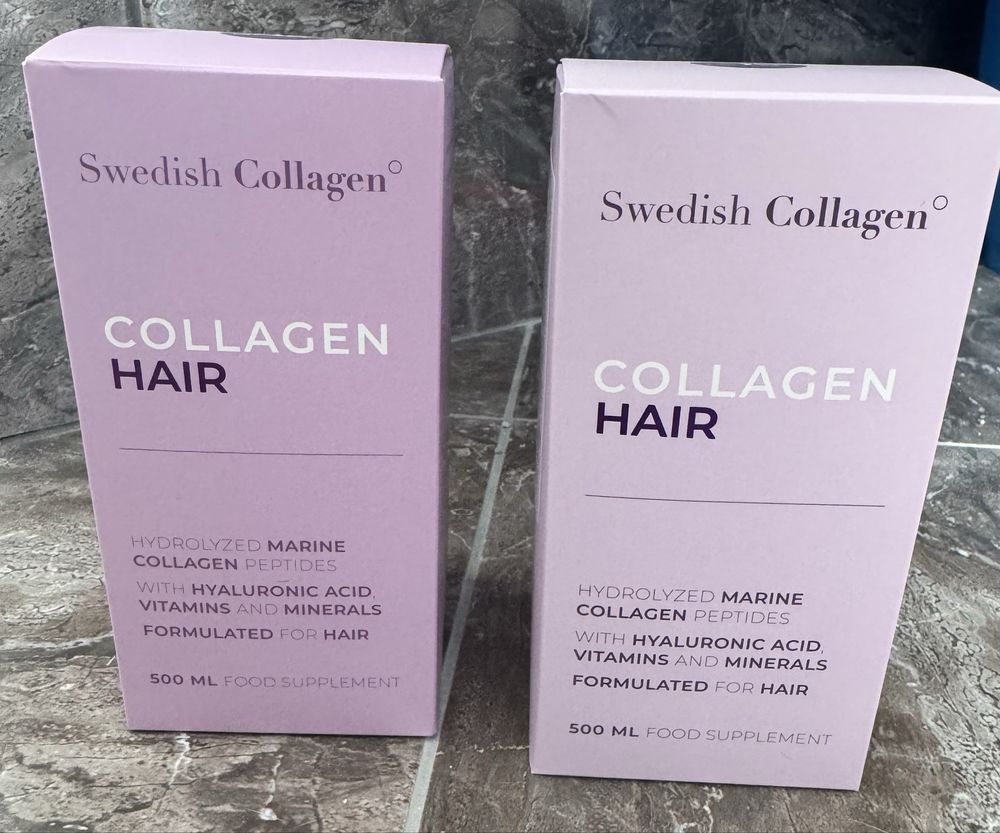 Swedish Collagen°
COLLAGEN
HAIR
HYDROLYZED MARINE
COLLAGEN PEPTIDES
WITH HYALURONIC ACID,
VITAMINS AND MINERALS
FORMULATED FOR HAIR
500 ML FOOD SUPPLEMENT
Swedish Collagen°
COLLAGEN
HAIR
HYDROLYZED MARINE
COLLAGEN PEPTIDES
WITH HYALURONIC ACID,
VITAMINS AND MINERALS
FORMULATED FOR HAIR
500 ML FOOD SUPPLEMENT